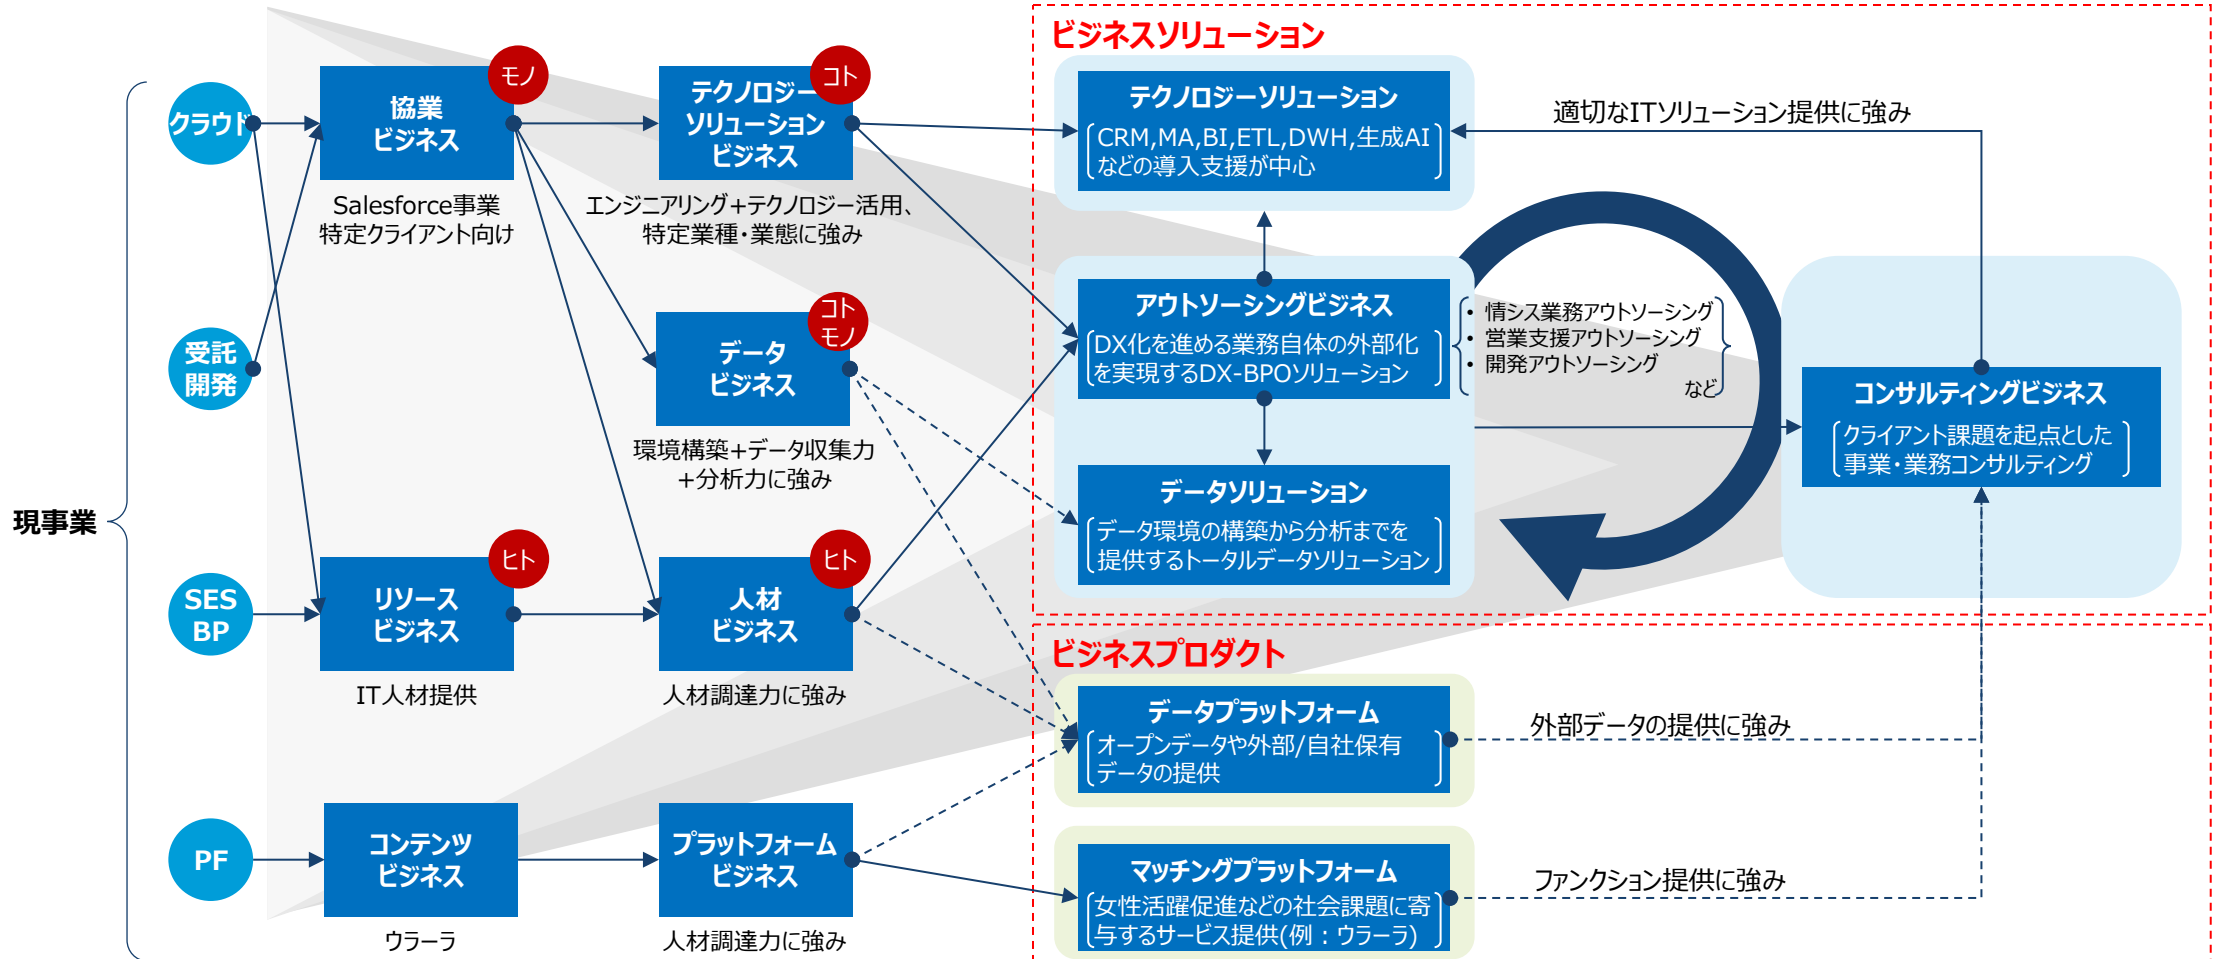 現事業
クラウド
受託
開発
SES
BP
PF
モノ
協業
ビジネス
Salesforce事業
特定クライアント向け
ヒト
リソース
ビジネス
IT人材提供
コンテンツ
ビジネス
ウラーラ
コト
テクノロジー
ソリューション
ビジネス
エンジニアリング+テクノロジー活用、
特定業種・業態に強み
コト
モノ
データ
ビジネス
環境構築+データ収集力
+分析力に強み
ヒト
人材
ビジネス
人材調達力に強み
プラットフォーム
ビジネス
人材調達力に強み
ビジネスソリューション
テクノロジーソリューション
CRM,MA,BI,ETL,DWH,生成AI
などの導入支援が中心
アウトソーシングビジネス
DX化を進める業務自体の外部化
を実現するDX-BPOソリューション
• 情シス業務アウトソーシング
• 営業支援アウトソーシング
• 開発アウトソーシング
など
データソリューション
データ環境の構築から分析までを
提供するトータルデータソリューション
適切なITソリューション提供に強み
コンサルティングビジネス
クライアント課題を起点とした
事業・業務コンサルティング
ビジネスプロダクト
データプラットフォーム
オープンデータや外部/自社保有
データの提供
外部データの提供に強み
マッチングプラットフォーム
女性活躍促進などの社会課題に寄
与するサービス提供(例：ウラーラ)
ファンクション提供に強み